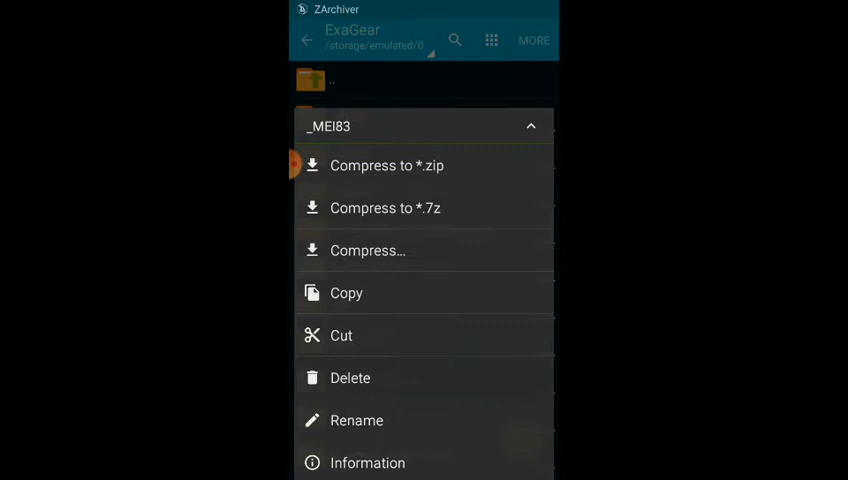 ZArchiver
ExaGear
/storage/emulated/0
MORE
..
_MEI83
Compress to *.zip
Compress to *.7z
Compress...
Copy
Cut
Delete
Rename
Information